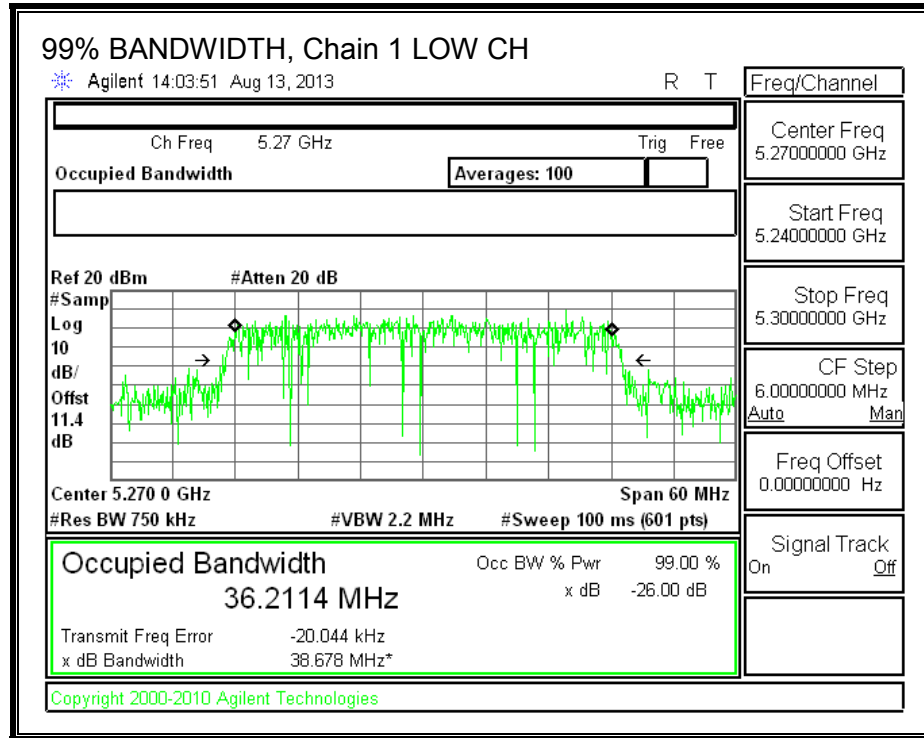 99% BANDWIDTH, Chain 1 LOW CH
Agilent 14:03:51 Aug 13, 2013 R T
Freq/Channel
Ch Freq 5.27 GHz Trig Free
Occupied Bandwidth Averages: 100
Center Freq
5.27000000 GHz
Start Freq
5.24000000 GHz
Stop Freq
5.30000000 GHz
CF Step
6.00000000 MHz
Auto Man
Freq Offset
0.00000000 Hz
Signal Track
On Off
Ref 20 dBm #Atten 20 dB
#Samp
Log
10
dB/
Offst
11.4
dB
Center 5.270 0 GHz Span 60 MHz
#Res BW 750 kHz #VBW 2.2 MHz #Sweep 100 ms (601 pts)
Occupied Bandwidth Occ BW % Pwr 99.00 %
36.2114 MHz x dB -26.00 dB
Transmit Freq Error -20.044 kHz
x dB Bandwidth 38.678 MHz*
Copyright 2000-2010 Agilent Technologies